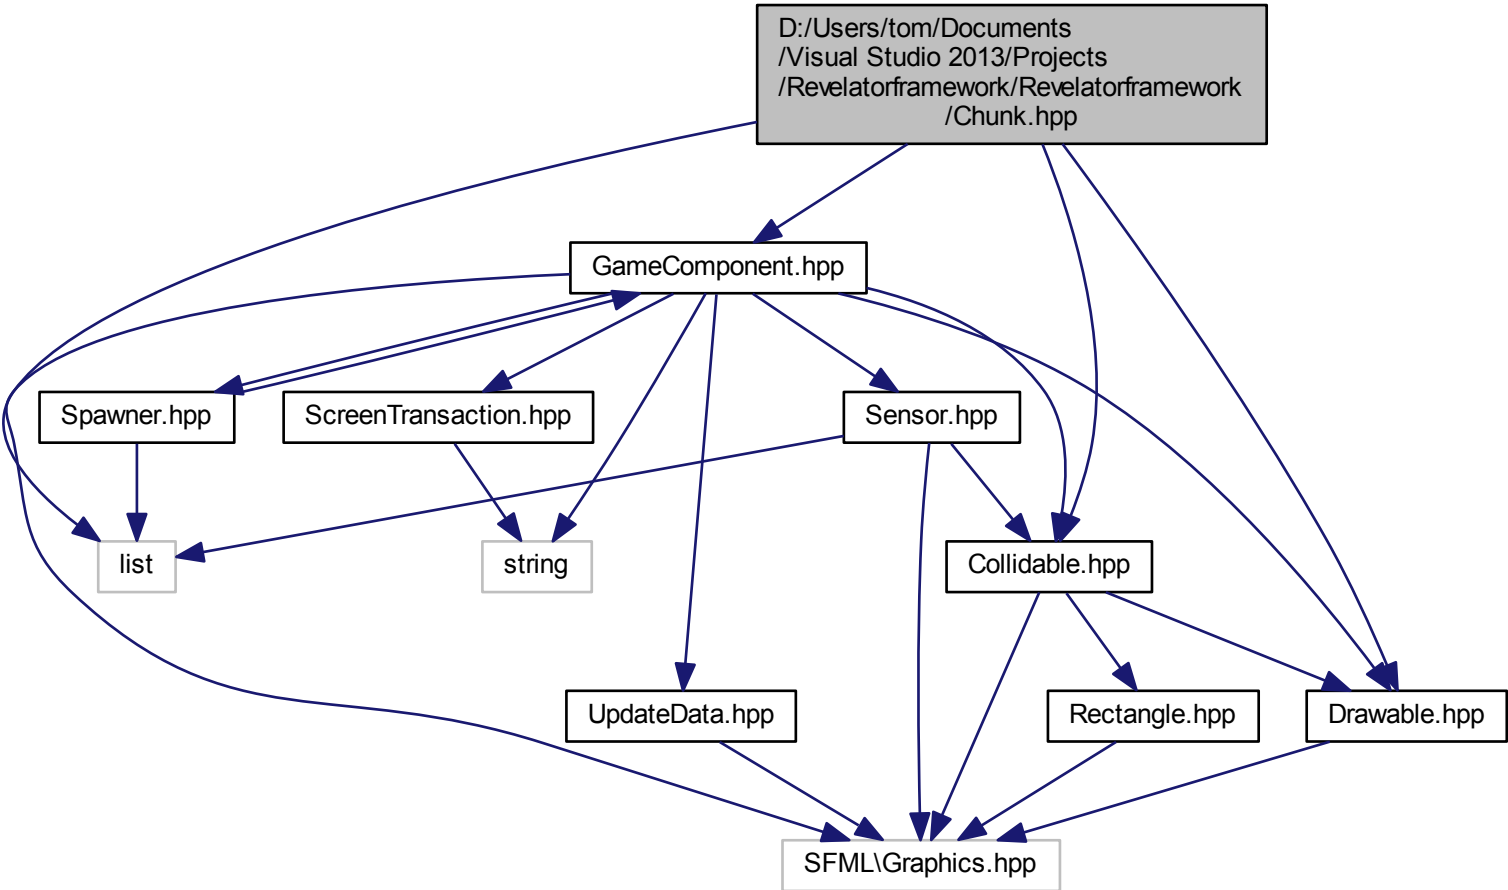 D:/Users/tom/Documents
/Visual Studio 2013/Projects
/Revelatorframework/Revelatorframework
/Chunk.hpp
GameComponent.hpp
Spawner.hpp
ScreenTransaction.hpp
Sensor.hpp
list
string
Collidable.hpp
UpdateData.hpp
Rectangle.hpp
Drawable.hpp
SFML\Graphics.hpp